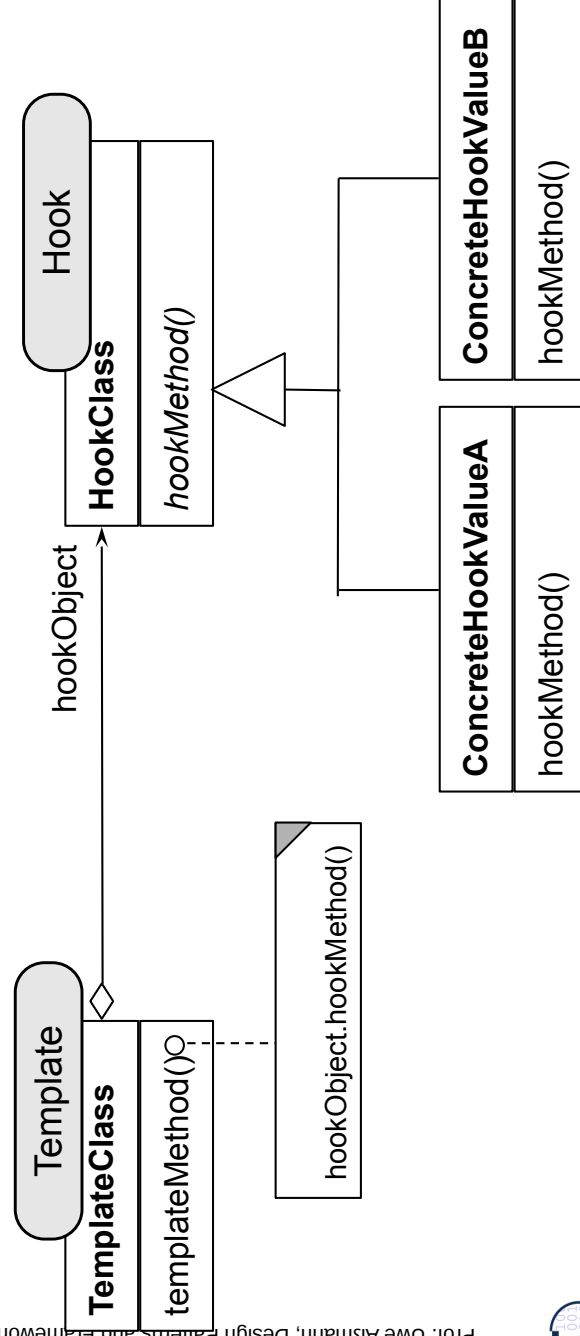 Template
TemplateClass
templateMethod()
hookObject
Hook
HookClass
hookMethod()
hookObject.hookMethod()
ConcreteHookValueA
hookMethod()
ConcreteHookValueB
hookMethod()
Prof. Uwe Aßmann, Design Patterns and